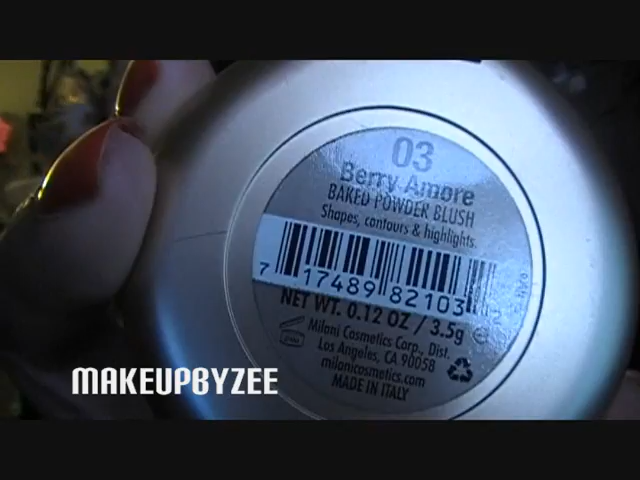 03
Berry Amore
BAKED POWDER BLUSH
Shapes, contours & highlights.
7 17489 82103
NET WT. 0.12 OZ / 3.5g e
Milani Cosmetics Corp., Dist.
Los Angeles, CA 90058
milanicosmetics.com
MADE IN ITALY
MAKEUPBYZEE